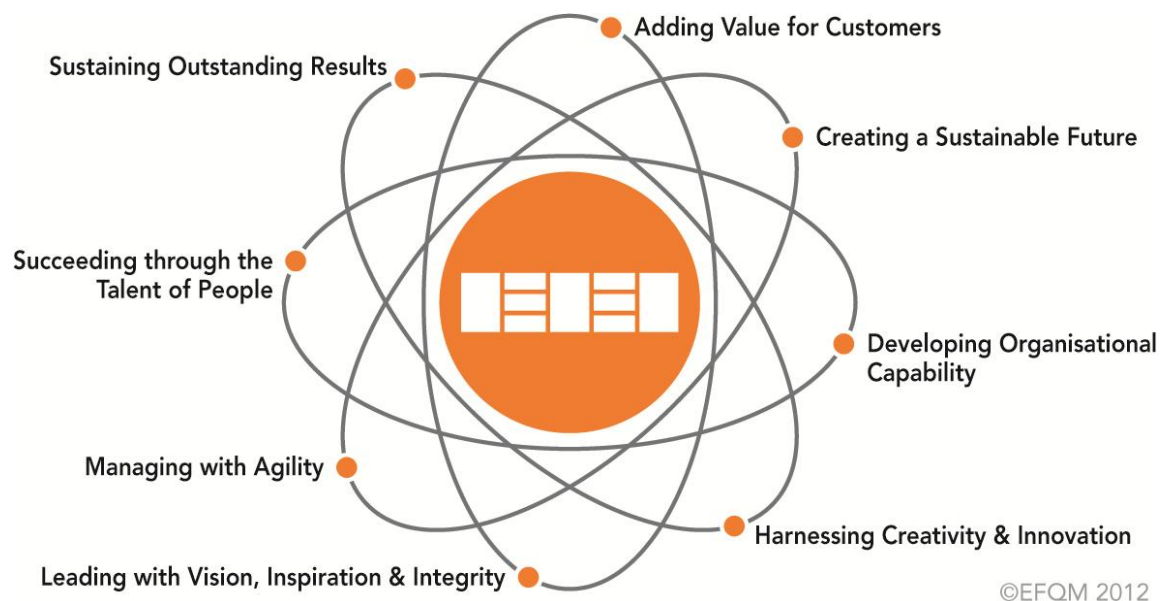 Adding Value for Customers
Sustaining Outstanding Results
Creating a Sustainable Future
Succeeding through the
Talent of People
Developing Organisational
Capability
Managing with Agility
Harnessing Creativity & Innovation
Leading with Vision, Inspiration & Integrity
©EFQM 2012